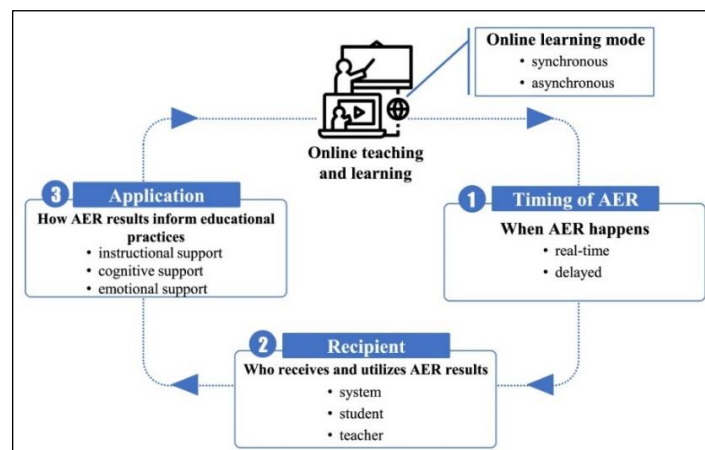 Online learning mode
• synchronous
• asynchronous
Online teaching
and learning
1 Timing of AER
When AER happens
• real-time
• delayed
2 Recipient
Who receives and utilizes AER results
• system
• student
• teacher
3 Application
How AER results inform educational
practices
• instructional support
• cognitive support
• emotional support